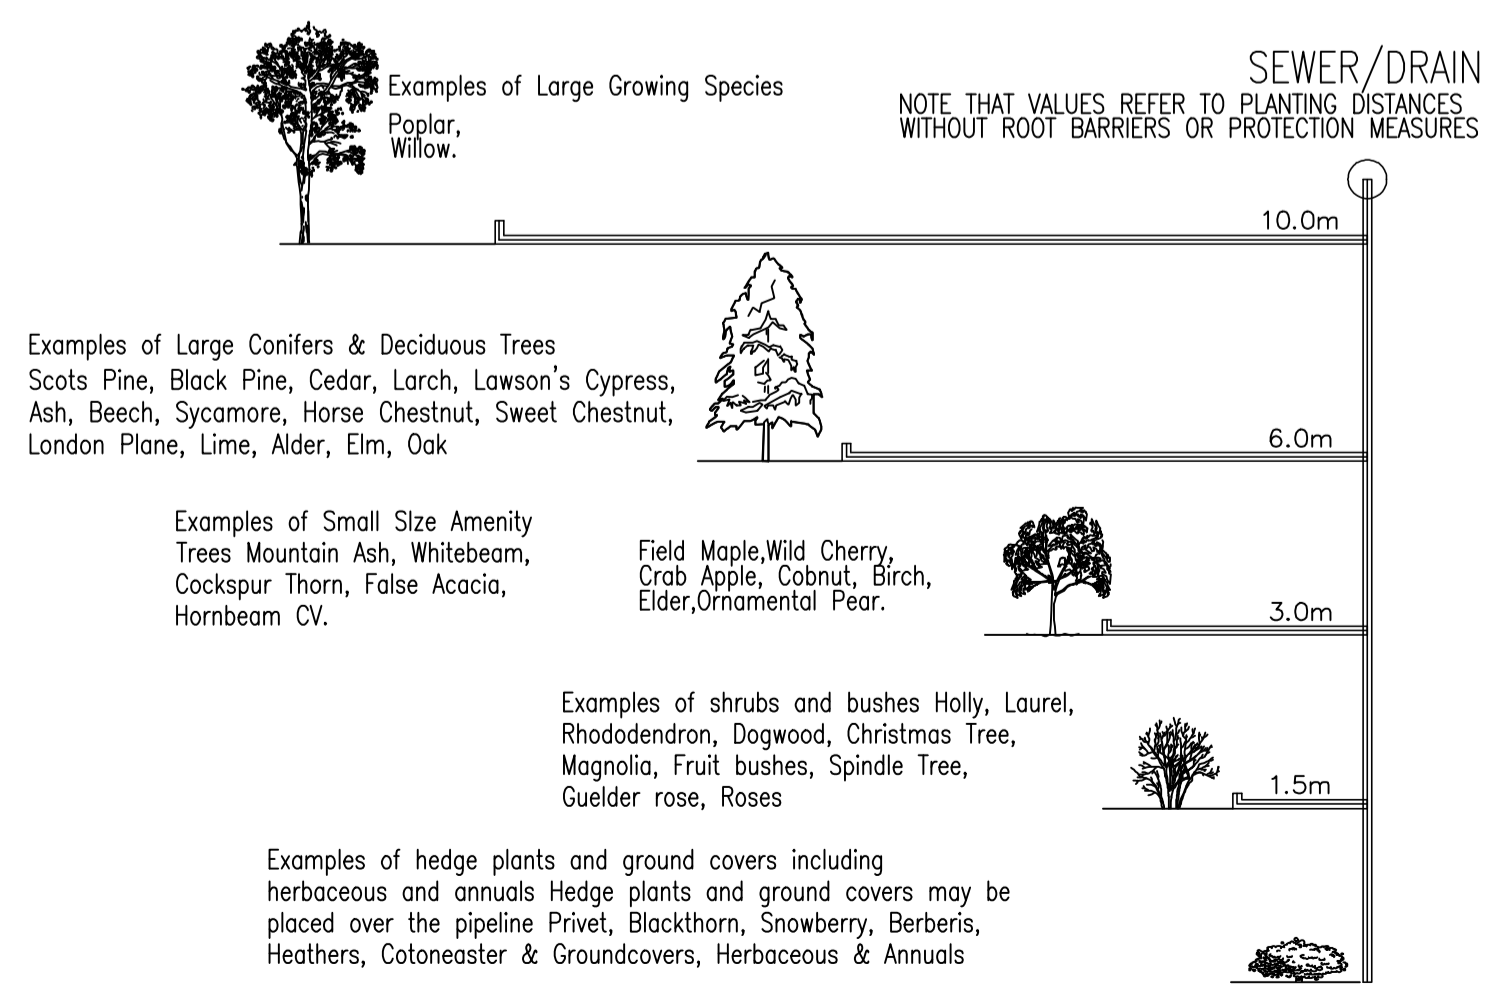 SEWER/DRAIN
NOTE THAT VALUES REFER TO PLANTING DISTANCES
WITHOUT ROOT BARRIERS OR PROTECTION MEASURES
Examples of Large Growing Species
Poplar,
Willow.
10.0m
Examples of Large Conifers & Deciduous Trees
Scots Pine, Black Pine, Cedar, Larch, Lawson's Cypress,
Ash, Beech, Sycamore, Horse Chestnut, Sweet Chestnut,
London Plane, Lime, Alder, Elm, Oak
6.0m
Examples of Small SIze Amenity
Trees Mountain Ash, Whitebeam,
Cockspur Thorn, False Acacia,
Hornbeam CV.
Field Maple,Wild Cherry,
Crab Apple, Cobnut, Birch,
Elder,Ornamental Pear.
3.0m
Examples of shrubs and bushes Holly, Laurel,
Rhododendron, Dogwood, Christmas Tree,
Magnolia, Fruit bushes, Spindle Tree,
Guelder rose, Roses
1.5m
Examples of hedge plants and ground covers including
herbaceous and annuals Hedge plants and ground covers may be
placed over the pipeline Privet, Blackthorn, Snowberry, Berberis,
Heathers, Cotoneaster & Groundcovers, Herbaceous & Annuals